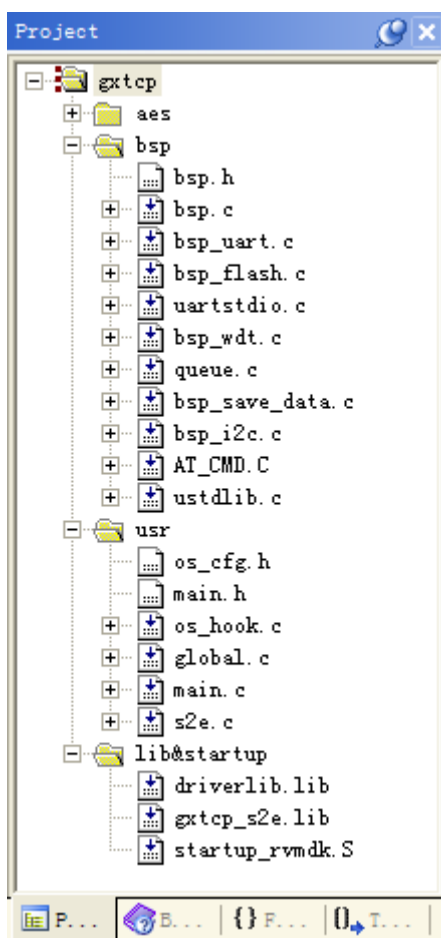 Project
gxtcp
aes
bsp
bsp.h
bsp.c
bsp_uart.c
bsp_flash.c
uartstdio.c
bsp_wdt.c
queue.c
bsp_save_data.c
bsp_i2c.c
AT_CMD.C
ustdlib.c
usr
os_cfg.h
main.h
os_hook.c
global.c
main.c
s2e.c
lib&startup
driverlib.lib
gxtcp_s2e.lib
startup_rvmdk.S
P... B... {} F... 0 T...